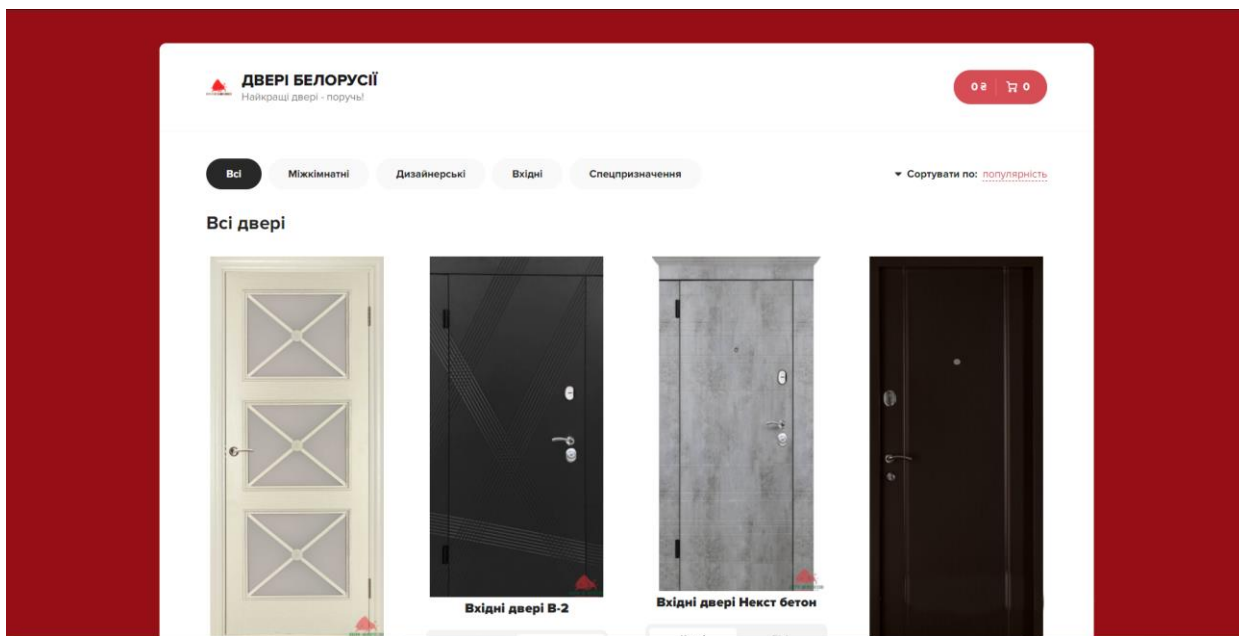 ДВЕРІ БЕЛОРУСІЇ
Найкращі двері - поручь!
0 ₴ 0
Всі Міжкімнатні Дизайнерські Вхідні Спецпризначення
Сортувати по: популярність
Всі двері
Вхідні двері В-2
Вхідні двері Некст бетон